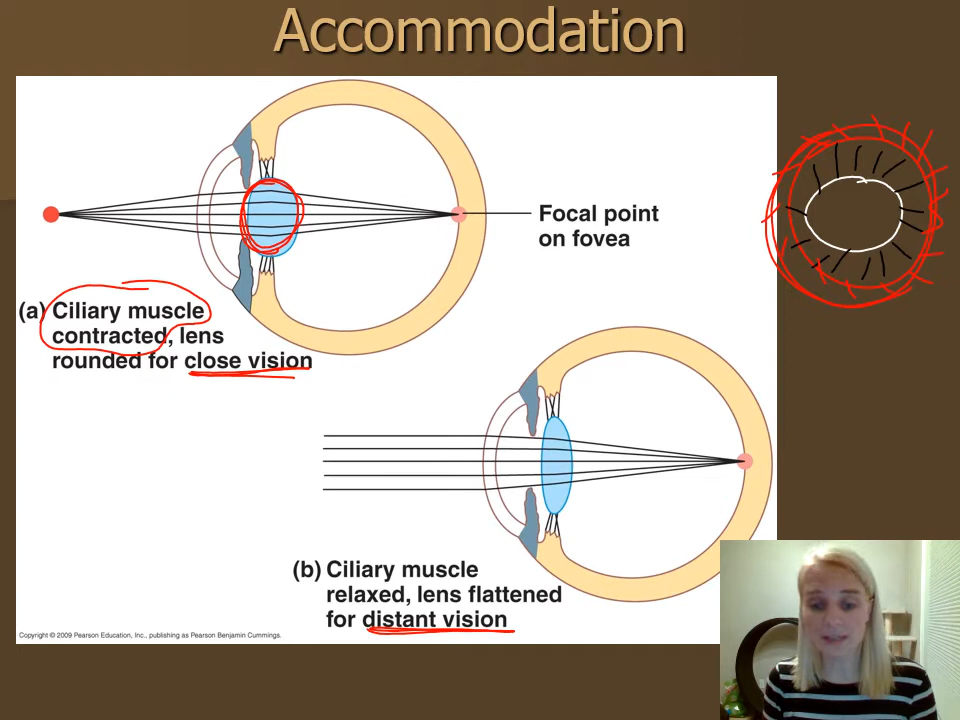 Accommodation
Focal point
on fovea
(a) Ciliary muscle
contracted, lens
rounded for close vision
(b) Ciliary muscle
relaxed, lens flattened
for distant vision
Copyright © 2009 Pearson Education, Inc., publishing as Pearson Benjamin Cummings.